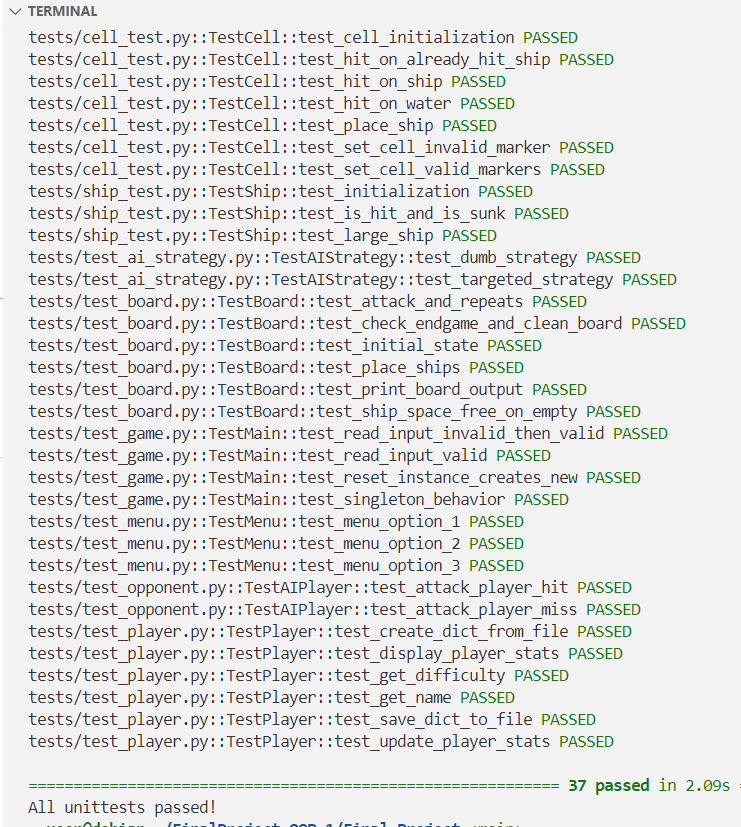 TERMINAL
tests/cell_test.py::TestCell::test_cell_initialization PASSED
tests/cell_test.py::TestCell::test_hit_on_already_hit_ship PASSED
tests/cell_test.py::TestCell::test_hit_on_ship PASSED
tests/cell_test.py::TestCell::test_hit_on_water PASSED
tests/cell_test.py::TestCell::test_place_ship PASSED
tests/cell_test.py::TestCell::test_set_cell_invalid_marker PASSED
tests/cell_test.py::TestCell::test_set_cell_valid_markers PASSED
tests/ship_test.py::TestShip::test_initialization PASSED
tests/ship_test.py::TestShip::test_is_hit_and_is_sunk PASSED
tests/ship_test.py::TestShip::test_large_ship PASSED
tests/test_ai_strategy.py::TestAIStrategy::test_dumb_strategy PASSED
tests/test_ai_strategy.py::TestAIStrategy::test_targeted_strategy PASSED
tests/test_board.py::TestBoard::test_attack_and_repeats PASSED
tests/test_board.py::TestBoard::test_check_endgame_and_clean_board PASSED
tests/test_board.py::TestBoard::test_initial_state PASSED
tests/test_board.py::TestBoard::test_place_ships PASSED
tests/test_board.py::TestBoard::test_print_board_output PASSED
tests/test_board.py::TestBoard::test_ship_space_free_on_empty PASSED
tests/test_game.py::TestMain::test_read_input_invalid_then_valid PASSED
tests/test_game.py::TestMain::test_read_input_valid PASSED
tests/test_game.py::TestMain::test_reset_instance_creates_new PASSED
tests/test_game.py::TestMain::test_singleton_behavior PASSED
tests/test_menu.py::TestMenu::test_menu_option_1 PASSED
tests/test_menu.py::TestMenu::test_menu_option_2 PASSED
tests/test_menu.py::TestMenu::test_menu_option_3 PASSED
tests/test_opponent.py::TestAIPlayer::test_attack_player_hit PASSED
tests/test_opponent.py::TestAIPlayer::test_attack_player_miss PASSED
tests/test_player.py::TestPlayer::test_create_dict_from_file PASSED
tests/test_player.py::TestPlayer::test_display_player_stats PASSED
tests/test_player.py::TestPlayer::test_get_difficulty PASSED
tests/test_player.py::TestPlayer::test_get_name PASSED
tests/test_player.py::TestPlayer::test_save_dict_to_file PASSED
tests/test_player.py::TestPlayer::test_update_player_stats PASSED
=========================================================== 37 passed in 2.09s =
All unittests passed!